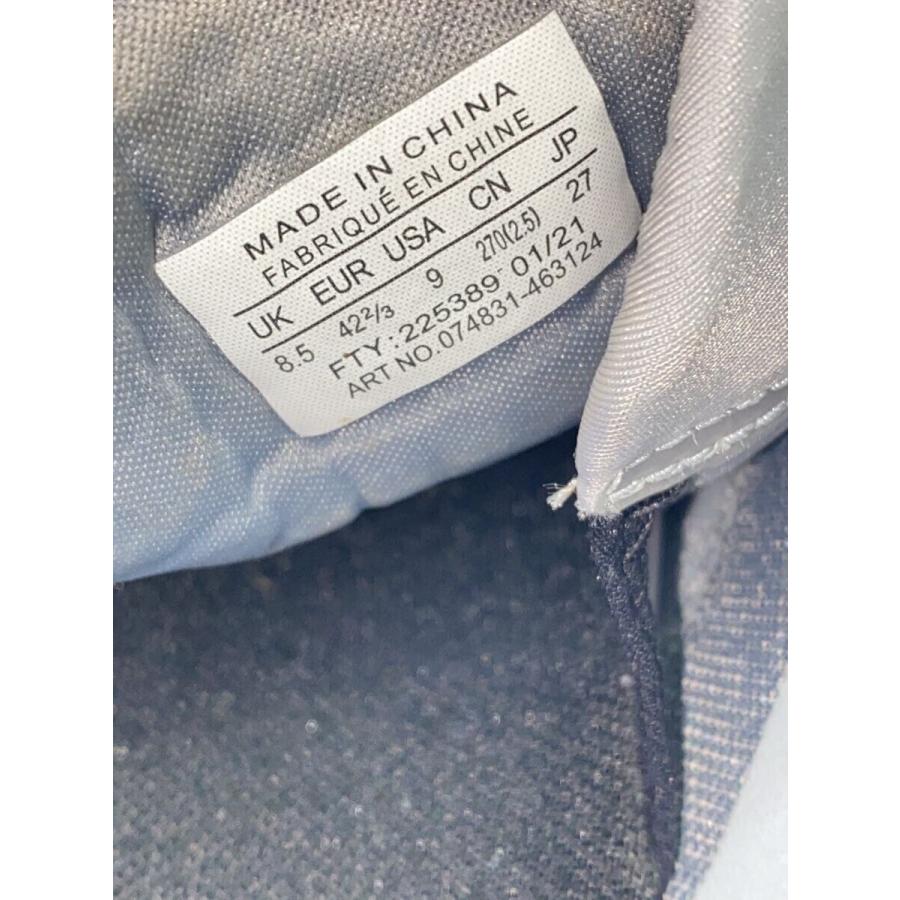 MADE IN CHINA
FABRIQUÉ EN CHINE
UK EUR USA CN JP
8.5 42⅔ 9 270(2.5) 27
FTY:225389 01/21
ART NO.074831-463124